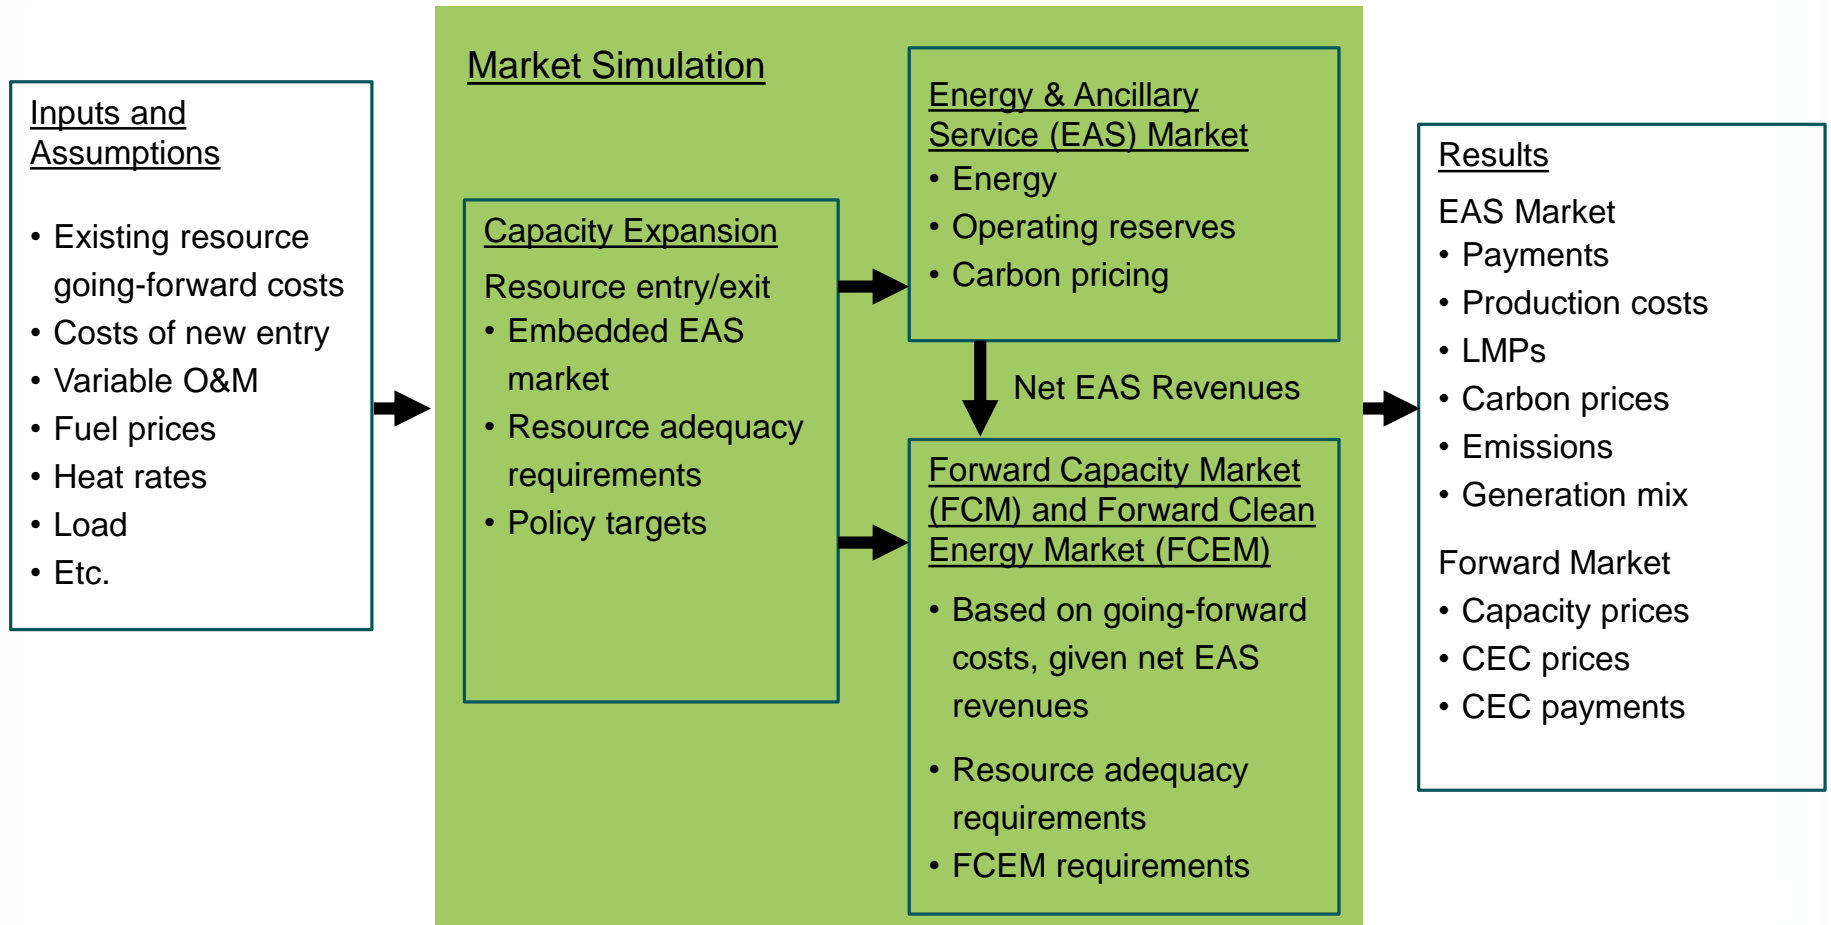 Inputs and
Assumptions
• Existing resource
going-forward costs
• Costs of new entry
• Variable O&M
• Fuel prices
• Heat rates
• Load
• Etc.
Market Simulation
Capacity Expansion
Resource entry/exit
• Embedded EAS
market
• Resource adequacy
requirements
• Policy targets
Energy & Ancillary
Service (EAS) Market
• Energy
• Operating reserves
• Carbon pricing
Net EAS Revenues
Forward Capacity Market
(FCM) and Forward Clean
Energy Market (FCEM)
• Based on going-forward
costs, given net EAS
revenues
• Resource adequacy
requirements
• FCEM requirements
Results
EAS Market
• Payments
• Production costs
• LMPs
• Carbon prices
• Emissions
• Generation mix
Forward Market
• Capacity prices
• CEC prices
• CEC payments